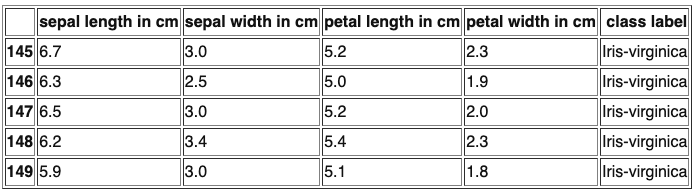 sepal length in cm sepal width in cm petal length in cm petal width in cm class label
145 6.7 3.0 5.2 2.3 Iris-virginica
146 6.3 2.5 5.0 1.9 Iris-virginica
147 6.5 3.0 5.2 2.0 Iris-virginica
148 6.2 3.4 5.4 2.3 Iris-virginica
149 5.9 3.0 5.1 1.8 Iris-virginica